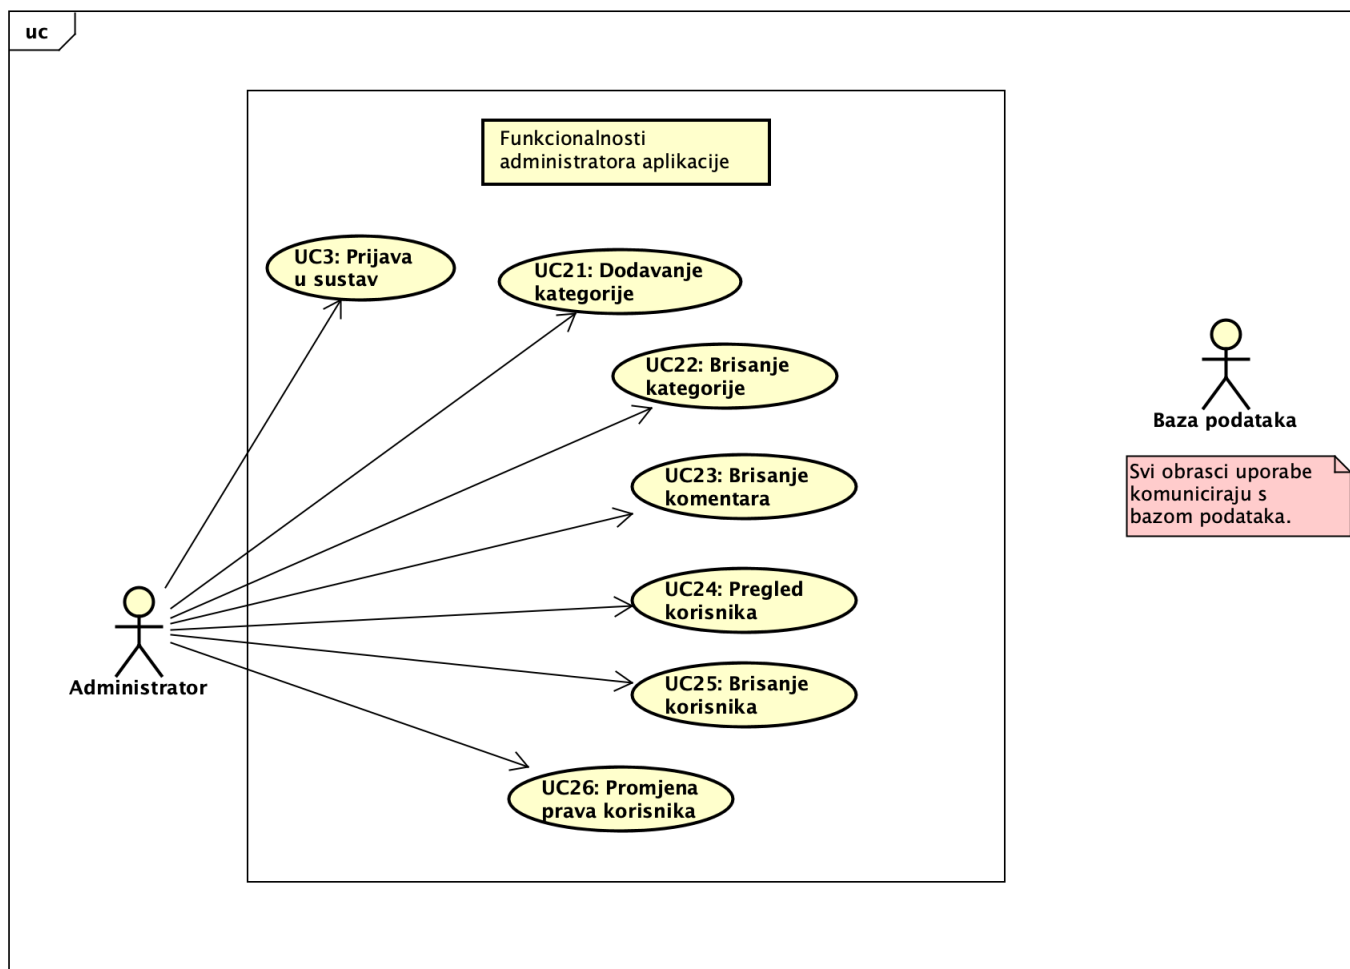 uc
Funkcionalnosti
administratora aplikacije
UC3: Prijava
u sustav
UC21: Dodavanje
kategorije
UC22: Brisanje
kategorije
UC23: Brisanje
komentara
UC24: Pregled
korisnika
UC25: Brisanje
korisnika
UC26: Promjena
prava korisnika
Administrator
Baza podataka
Svi obrasci uporabe
komuniciraju s
bazom podataka.